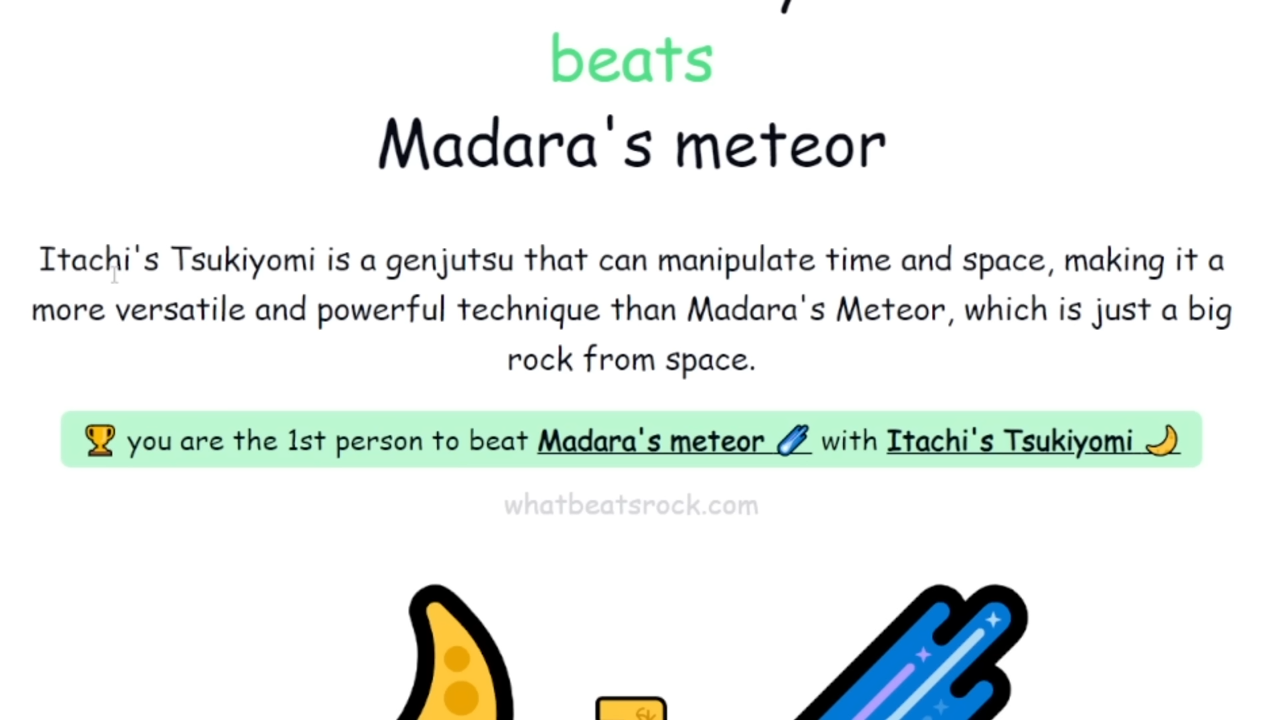 beats
Madara's meteor
Itachi's Tsukiyomi is a genjutsu that can manipulate time and space, making it a
more versatile and powerful technique than Madara's Meteor, which is just a big
rock from space.
🏆 you are the 1st person to beat Madara's meteor ☄️ with Itachi's Tsukiyomi 🌙
whatbeatsrock.com